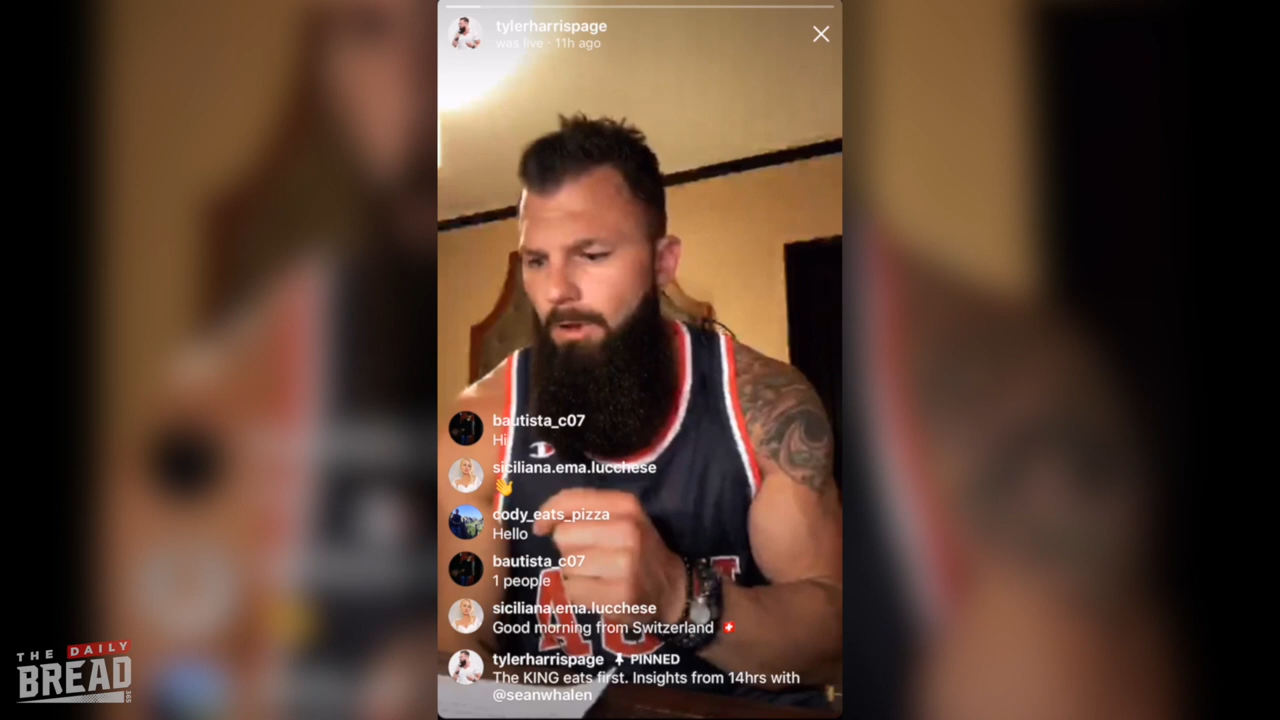 tylerharrispage
was live · 11h ago
bautista_c07
Hi
siciliana.ema.lucchese
👋
cody_eats_pizza
Hello
bautista_c07
1 people
siciliana.ema.lucchese
Good morning from Switzerland 🇨🇭
tylerharrispage 📌 PINNED
The KING eats first. Insights from 14hrs with
@seanwhalen
THE DAILY
BREAD
365